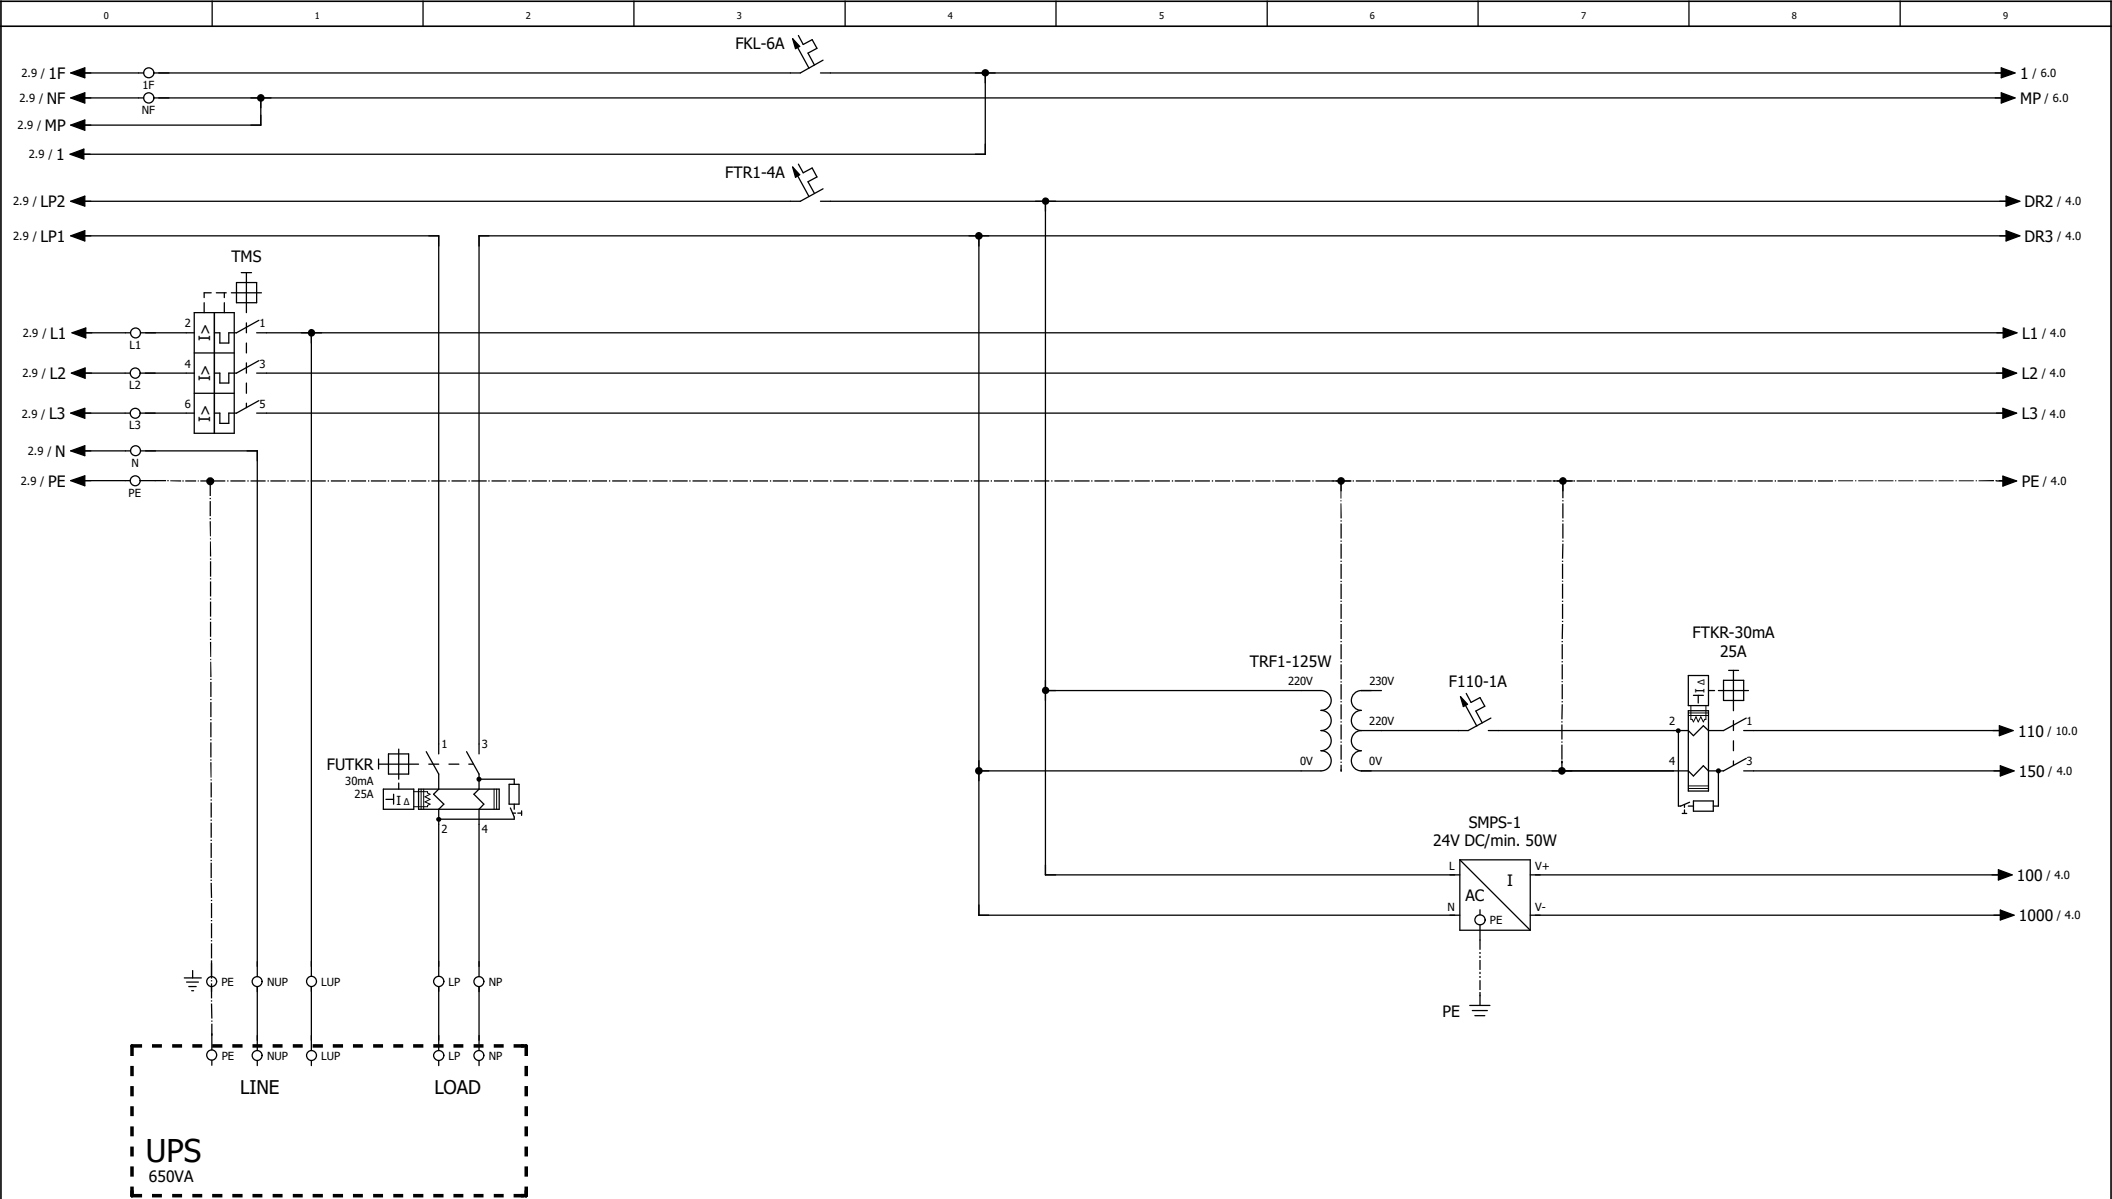 0 1 2 3 4 5 6 7 8 9
FKL-6A
2.9 / 1F 1F 1 / 6.0
2.9 / NF NF MP / 6.0
2.9 / MP
2.9 / 1
FTR1-4A
2.9 / LP2 DR2 / 4.0
2.9 / LP1 DR3 / 4.0
TMS
2.9 / L1 L1 2 I> 1 L1 / 4.0
2.9 / L2 L2 4 I> 3 L2 / 4.0
2.9 / L3 L3 6 I> 5 L3 / 4.0
2.9 / N N
2.9 / PE PE PE / 4.0
FTKR-30mA
25A
TRF1-125W
220V 230V
F110-1A
220V 2 1 110 / 10.0
0V 0V 4 3 150 / 4.0
I Δ
1 3
FUTKR
30mA
25A
I Δ
2 4
SMPS-1
24V DC/min. 50W
L V+ 100 / 4.0
I
AC
N V- 1000 / 4.0
PE
PE
PE NUP LUP LP NP
PE NUP LUP LP NP
LINE LOAD
UPS
650VA